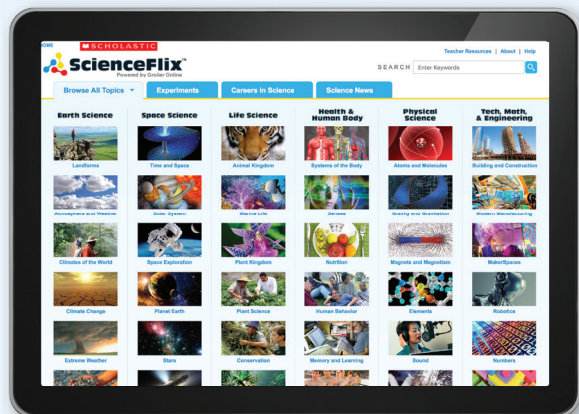 HOME
SCHOLASTIC
Teacher Resources | About | Help
ScienceFlix™
Powered by Grolier Online
SEARCH Enter Keywords
Browse All Topics Experiments Careers in Science Science News
Earth Science Space Science Life Science Health & Human Body Physical Science Tech, Math, & Engineering
Landforms Time and Space Animal Kingdom Systems of the Body Atoms and Molecules Building and Construction
Atmosphere and Weather Solar System Marine Life Senses Gravity and Gravitation Modern Manufacturing
Climates of the World Space Exploration Plant Kingdom Nutrition Magnets and Magnetism MakerSpaces
Climate Change Planet Earth Plant Science Human Behavior Elements Robotics
Extreme Weather Stars Conservation Memory and Learning Sound Numbers